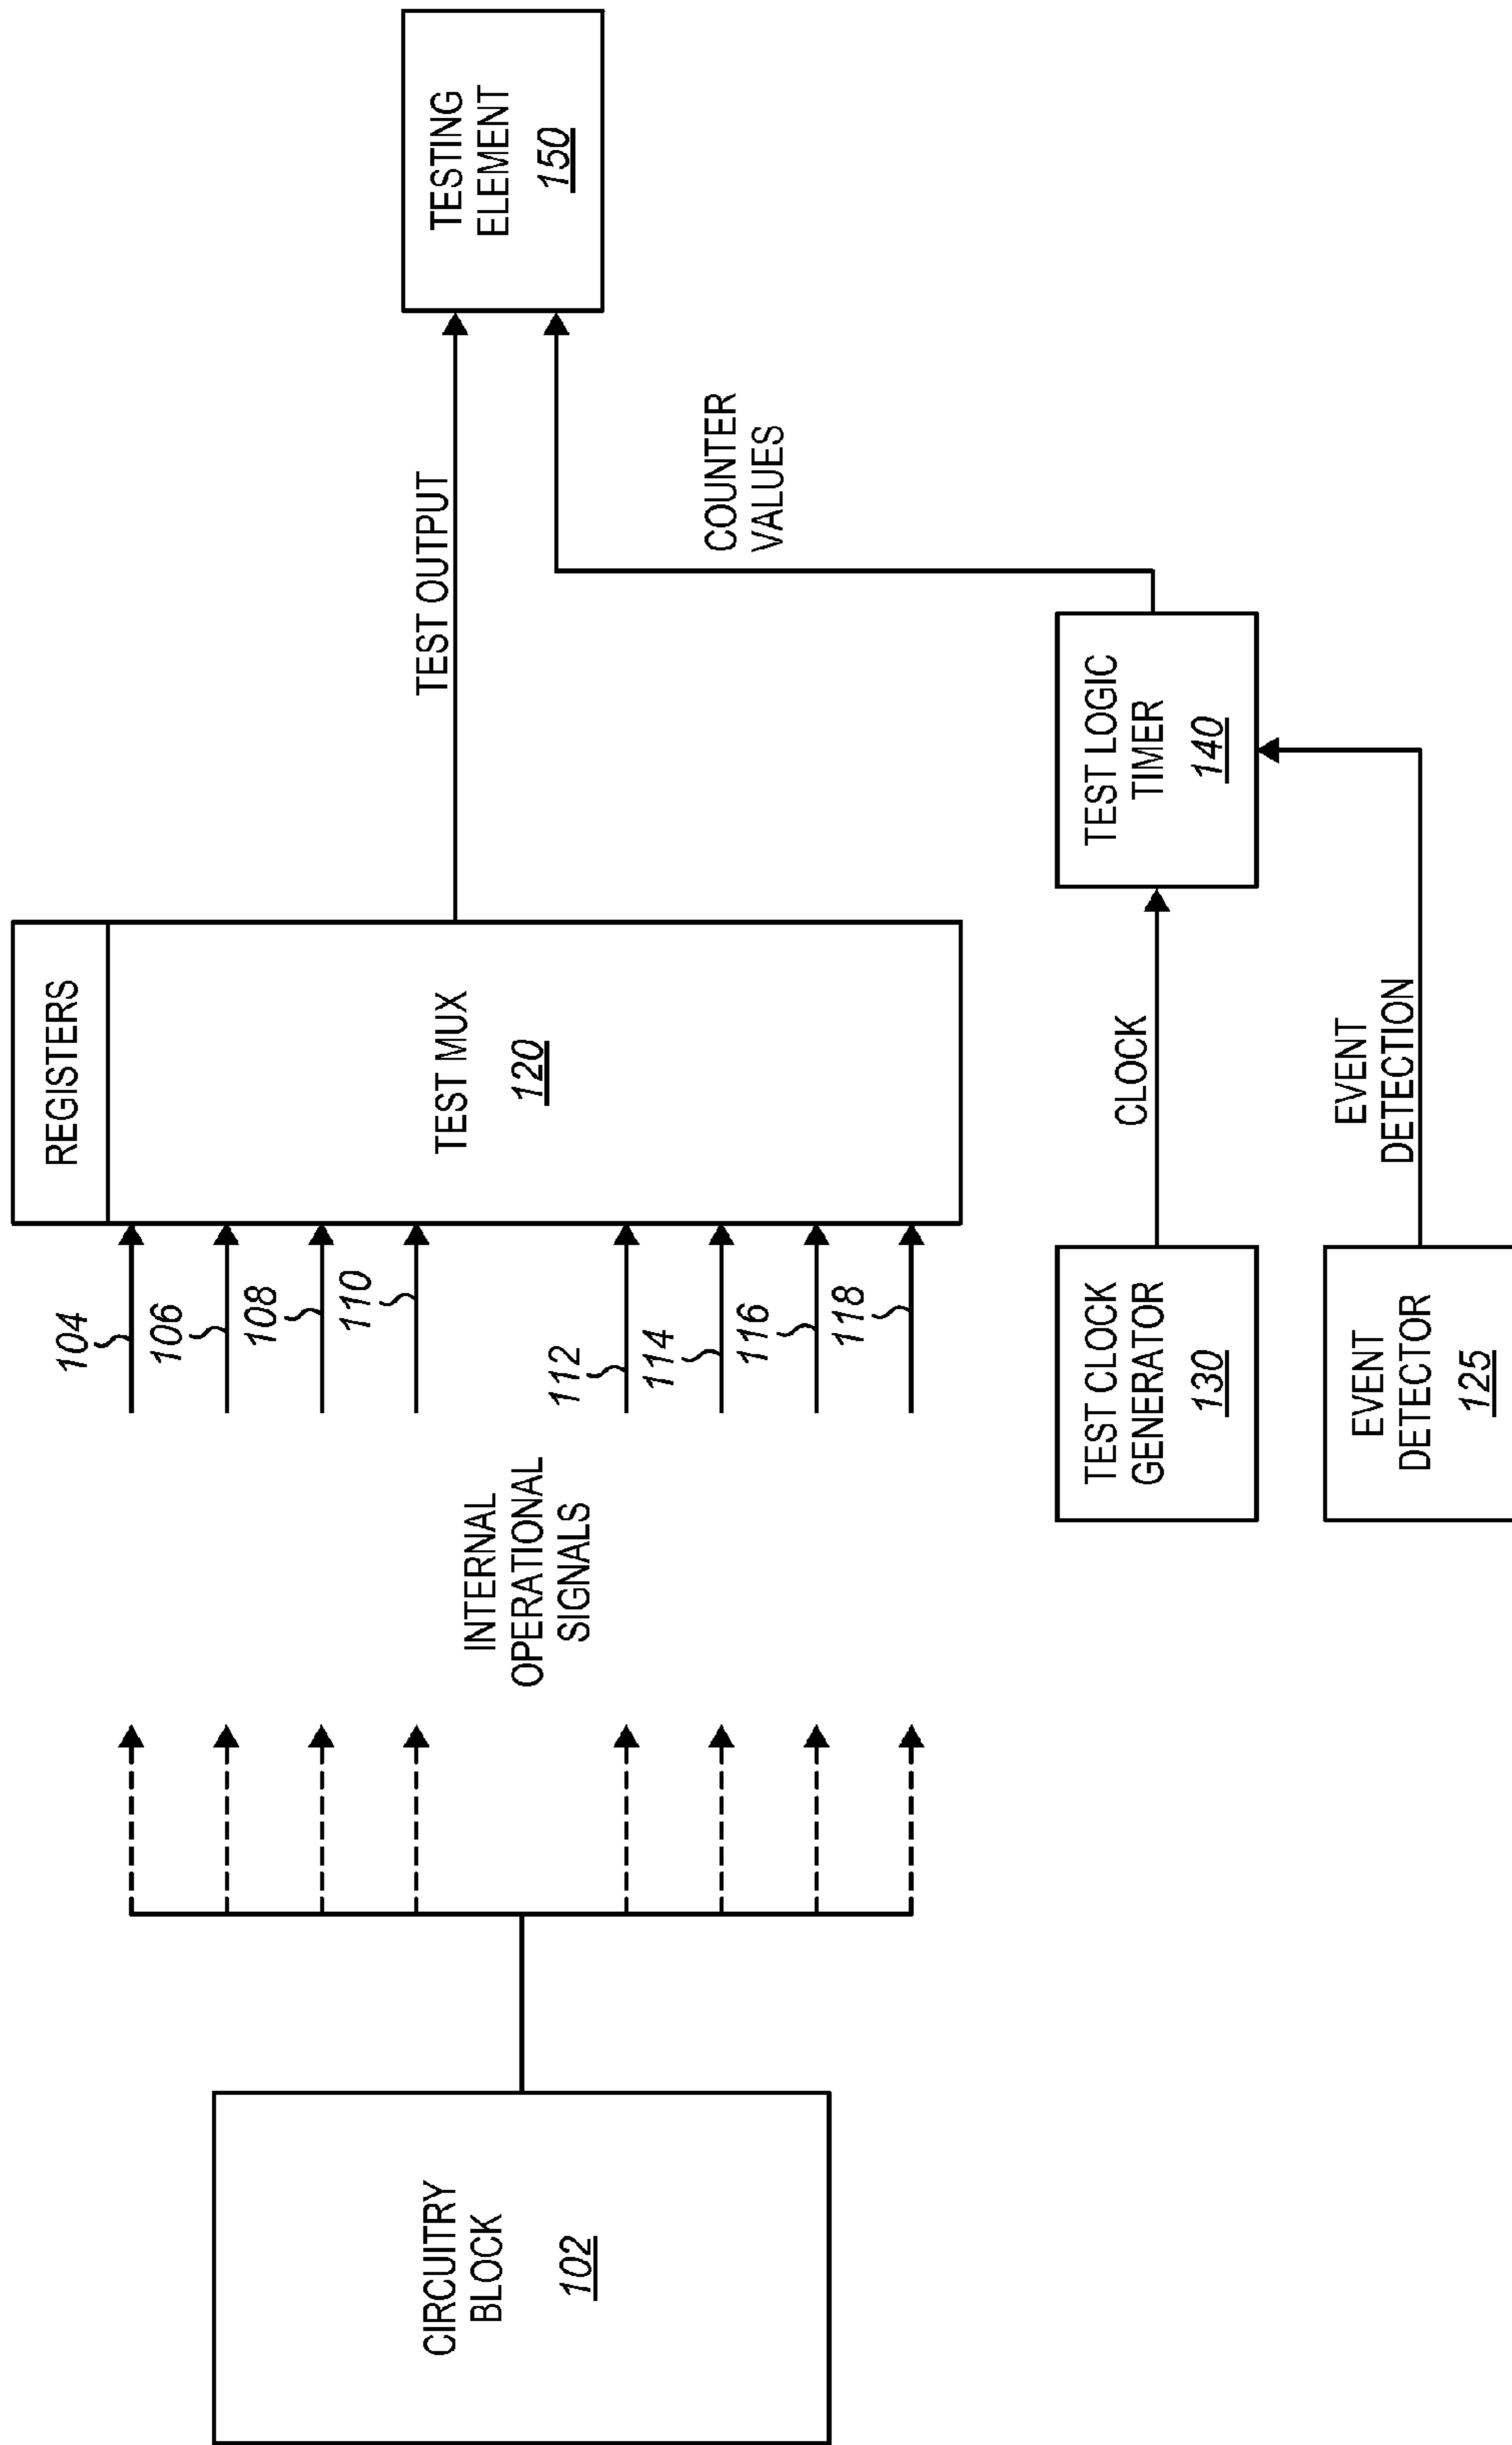 CIRCUITRY
BLOCK
102
INTERNAL
OPERATIONAL
SIGNALS
104
106
108
110
112
114
116
118
REGISTERS
TEST MUX
120
TEST OUTPUT
TESTING
ELEMENT
150
COUNTER
VALUES
TEST CLOCK
GENERATOR
130
CLOCK
TEST LOGIC
TIMER
140
EVENT
DETECTOR
125
EVENT
DETECTION